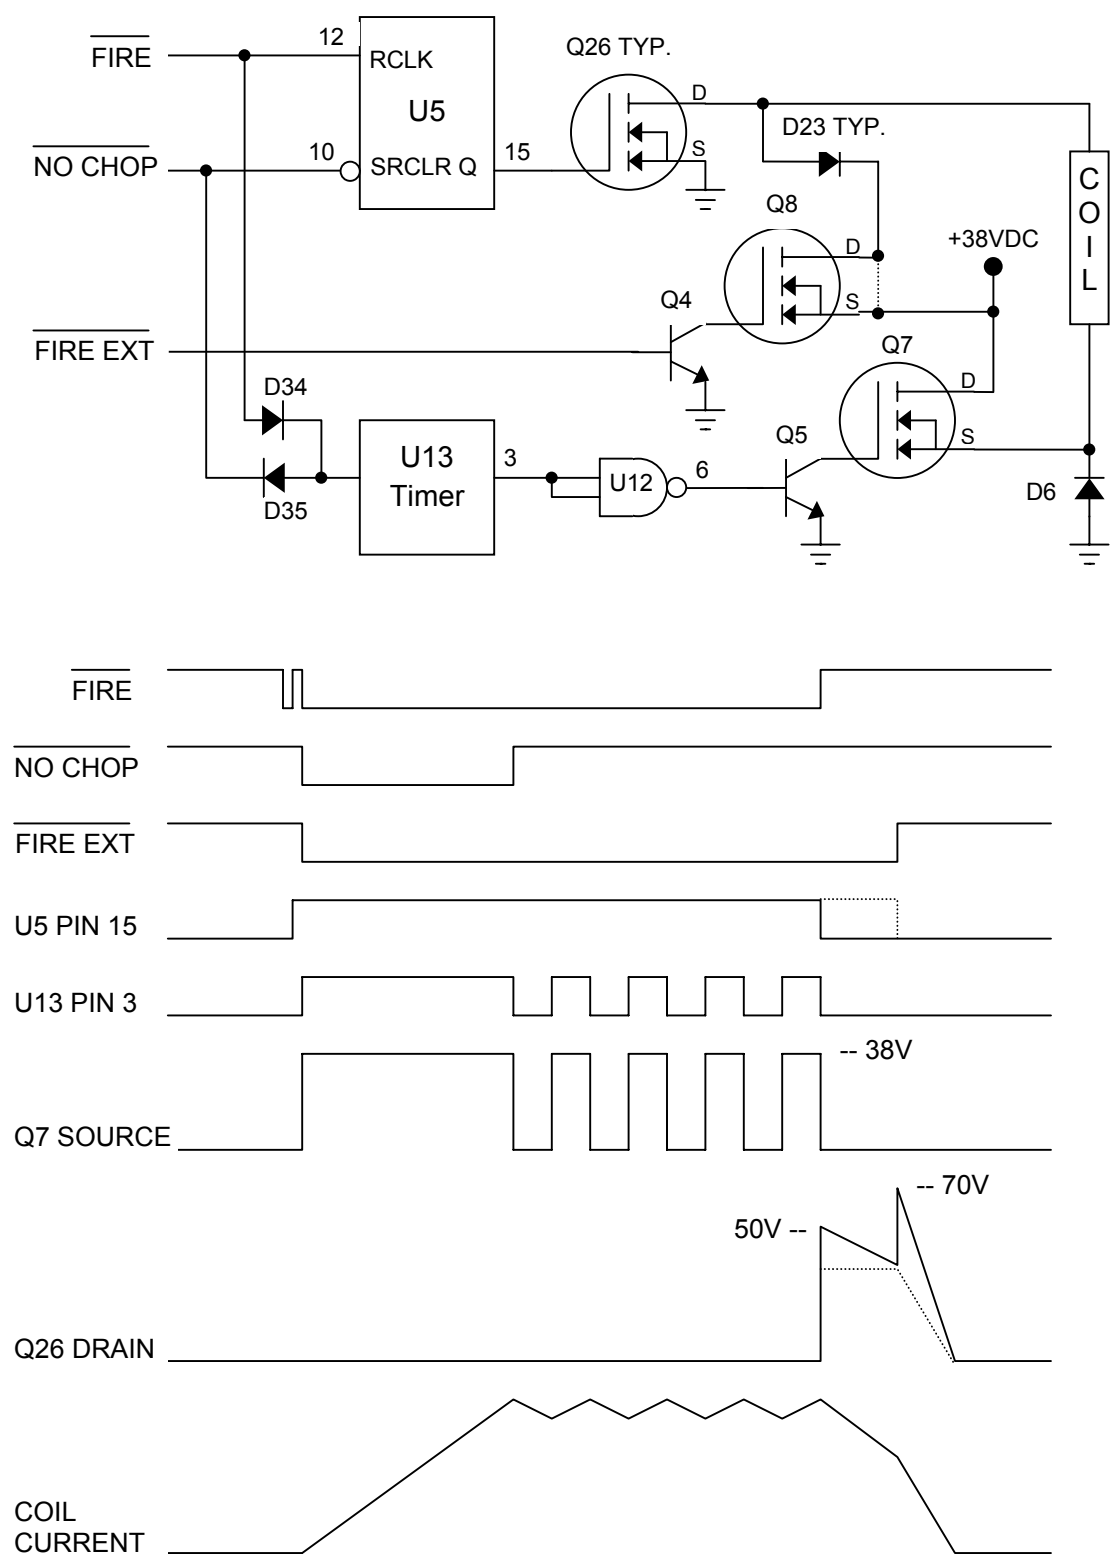 FIRE
12
RCLK
U5
Q26 TYP.
D
S
D23 TYP.
NO CHOP
10
SRCLR Q
15
COIL
Q8
D
S
+38VDC
Q4
FIRE EXT
Q7
D
S
D34
D35
U13
Timer
3
U12
6
Q5
D6
FIRE
NO CHOP
FIRE EXT
U5 PIN 15
U13 PIN 3
-- 38V
Q7 SOURCE
-- 70V
50V --
Q26 DRAIN
COIL
CURRENT